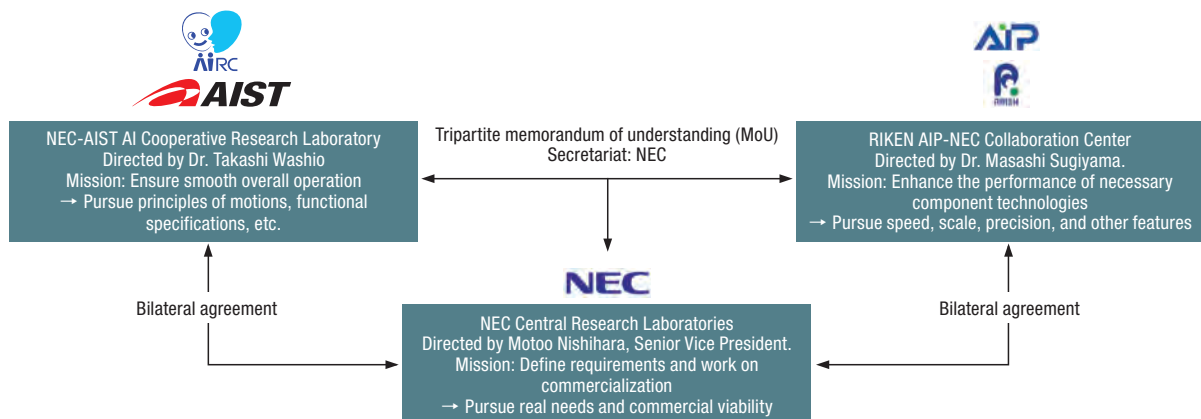 AIRC
AIST
AIP
RIKEN
NEC-AIST AI Cooperative Research Laboratory
Directed by Dr. Takashi Washio
Mission: Ensure smooth overall operation
→ Pursue principles of motions, functional
specifications, etc.
Tripartite memorandum of understanding (MoU)
Secretariat: NEC
RIKEN AIP-NEC Collaboration Center
Directed by Dr. Masashi Sugiyama.
Mission: Enhance the performance of necessary
component technologies
→ Pursue speed, scale, precision, and other features
Bilateral agreement
NEC
Bilateral agreement
NEC Central Research Laboratories
Directed by Motoo Nishihara, Senior Vice President.
Mission: Define requirements and work on
commercialization
→ Pursue real needs and commercial viability